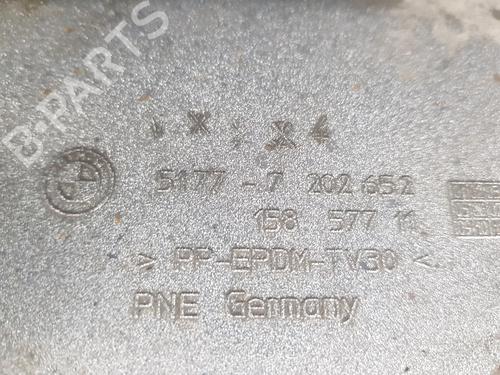 B-PARTS
X X4
5177-7 202 652
158 577 11
> PP-EPDM-TV30 <
PNE Germany